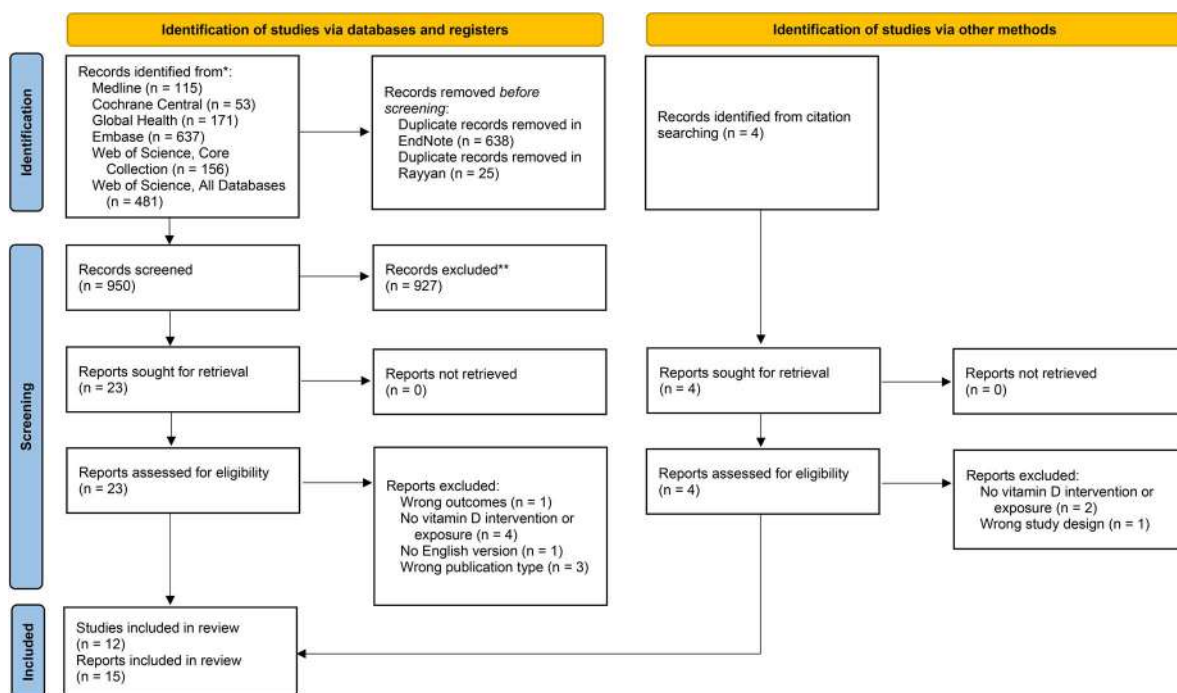 Identification of studies via databases and registers
Identification of studies via other methods
Identification
Records identified from*:
Medline (n = 115)
Cochrane Central (n = 53)
Global Health (n = 171)
Embase (n = 637)
Web of Science, Core
Collection (n = 156)
Web of Science, All Databases
(n = 481)
Records removed before
screening:
Duplicate records removed in
EndNote (n = 638)
Duplicate records removed in
Rayyan (n = 25)
Records identified from citation
searching (n = 4)
Screening
Records screened
(n = 950)
Records excluded**
(n = 927)
Reports sought for retrieval
(n = 23)
Reports not retrieved
(n = 0)
Reports sought for retrieval
(n = 4)
Reports not retrieved
(n = 0)
Reports assessed for eligibility
(n = 23)
Reports excluded:
Wrong outcomes (n = 1)
No vitamin D intervention or
exposure (n = 4)
No English version (n = 1)
Wrong publication type (n = 3)
Reports assessed for eligibility
(n = 4)
Reports excluded:
No vitamin D intervention or
exposure (n = 2)
Wrong study design (n = 1)
Included
Studies included in review
(n = 12)
Reports included in review
(n = 15)